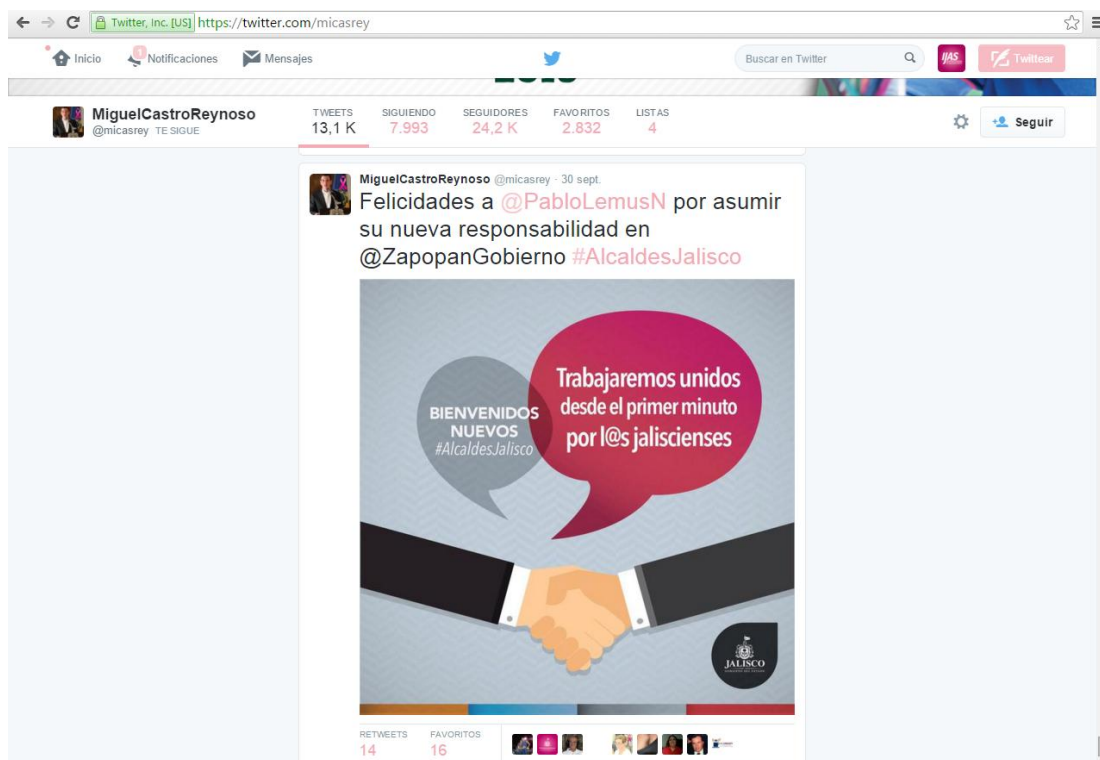 Twitter, Inc. [US] https://twitter.com/micasrey
Inicio
1
Notificaciones
Mensajes
Buscar en Twitter
IJAS
Twittear
MiguelCastroReynoso
@micasrey TE SIGUE
TWEETS SIGUIENDO SEGUIDORES FAVORITOS LISTAS
13,1 K 7.993 24,2 K 2.832 4
Seguir
MiguelCastroReynoso @micasrey · 30 sept.
Felicidades a @PabloLemusN por asumir
su nueva responsabilidad en
@ZapopanGobierno #AlcaldesJalisco
BIENVENIDOS
NUEVOS
#AlcaldesJalisco
Trabajaremos unidos
desde el primer minuto
por l@s jaliscienses
JALISCO
RETWEETS FAVORITOS
14 16